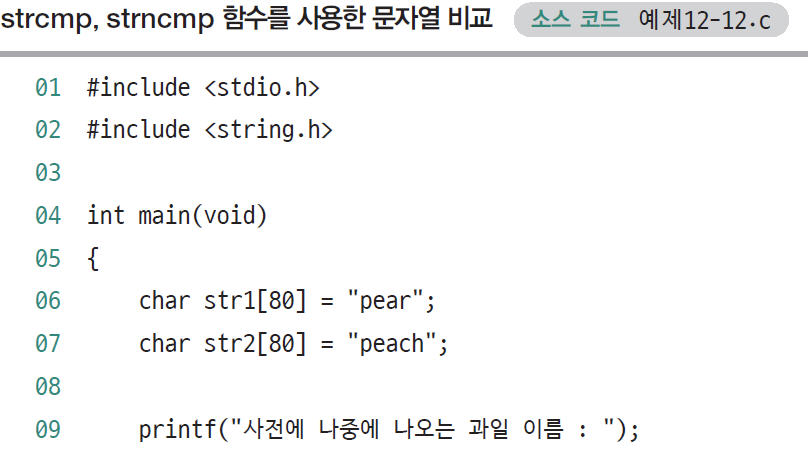 strcmp, strncmp 함수를 사용한 문자열 비교 소스 코드 예제12-12.c
01 #include <stdio.h>
02 #include <string.h>
03
04 int main(void)
05 {
06     char str1[80] = "pear";
07     char str2[80] = "peach";
08
09     printf("사전에 나중에 나오는 과일 이름 : ");